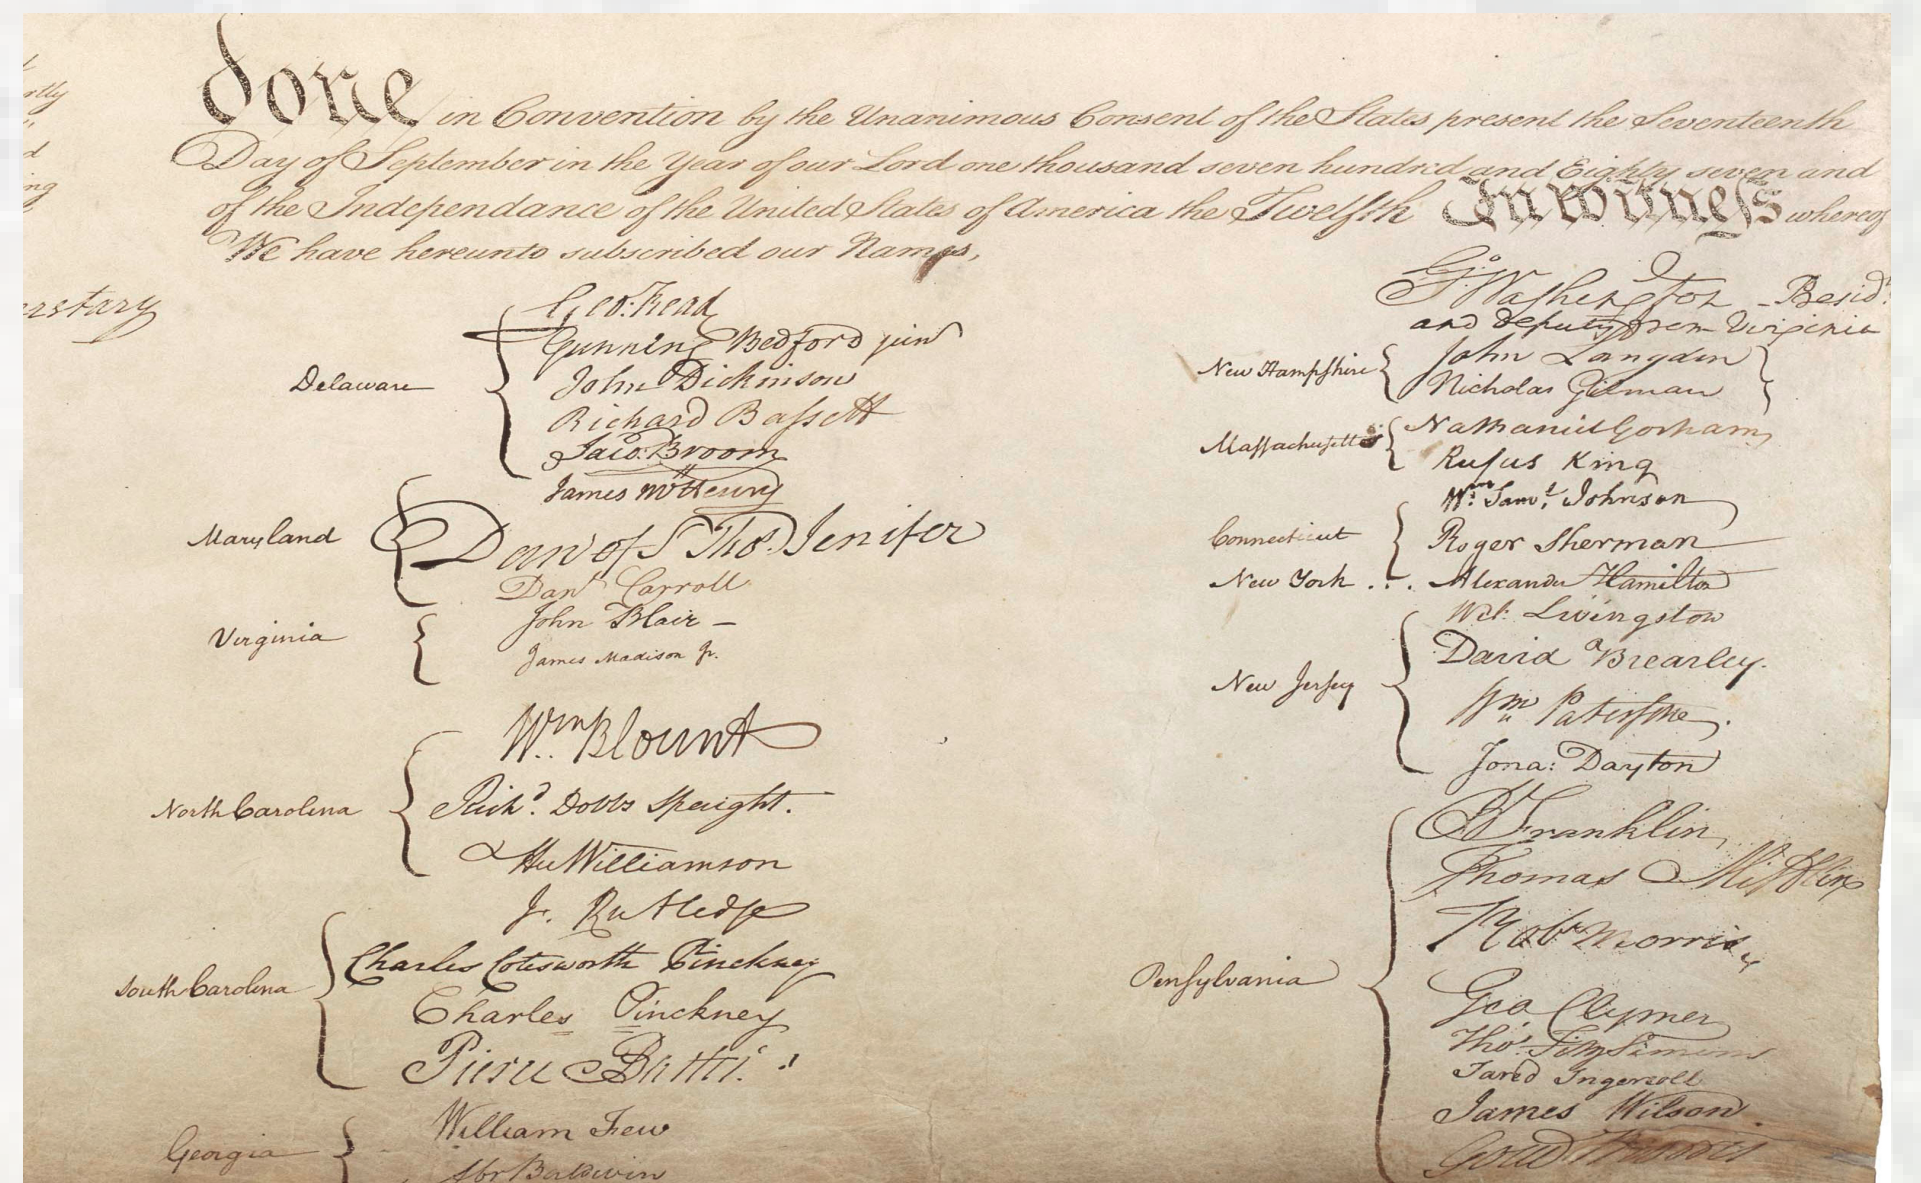 rtly
d
ng
done in Convention by the Unanimous Consent of the States present the Seventeenth
Day of September in the Year of our Lord one thousand seven hundred and Eighty seven and
of the Independance of the United States of America the Twelfth In witness whereof
We have hereunto subscribed our Names,
eretary
Delaware
Geo: Read
Gunning Bedford jun
John Dickinson
Richard Bassett
Jaco: Broom
Maryland
James McHenry
Dan of St Thos. Jenifer
Danl Carroll
Virginia
John Blair —
James Madison Jr.
North Carolina
Wm. Blount
Richd. Dobbs Spaight.
Hu Williamson
South Carolina
J. Rutledge
Charles Cotesworth Pinckney
Charles Pinckney
Pierce Butler.
Georgia
William Few
Abr Baldwin
Go. Washington — Presidt.
and deputy from Virginia
New Hampshire
John Langdon
Nicholas Gilman
Massachusetts
Nathaniel Gorham
Rufus King
Connecticut
Wm. Saml. Johnson
Roger Sherman
New York . . . Alexander Hamilton
New Jersey
Wil: Livingston
David Brearley.
Wm Paterson.
Jona: Dayton
Pensylvania
B Franklin
Thomas Mifflin
Robt Morris
Geo. Clymer
Thos. FitzSimons
Jared Ingersoll
James Wilson
Gouv Morris